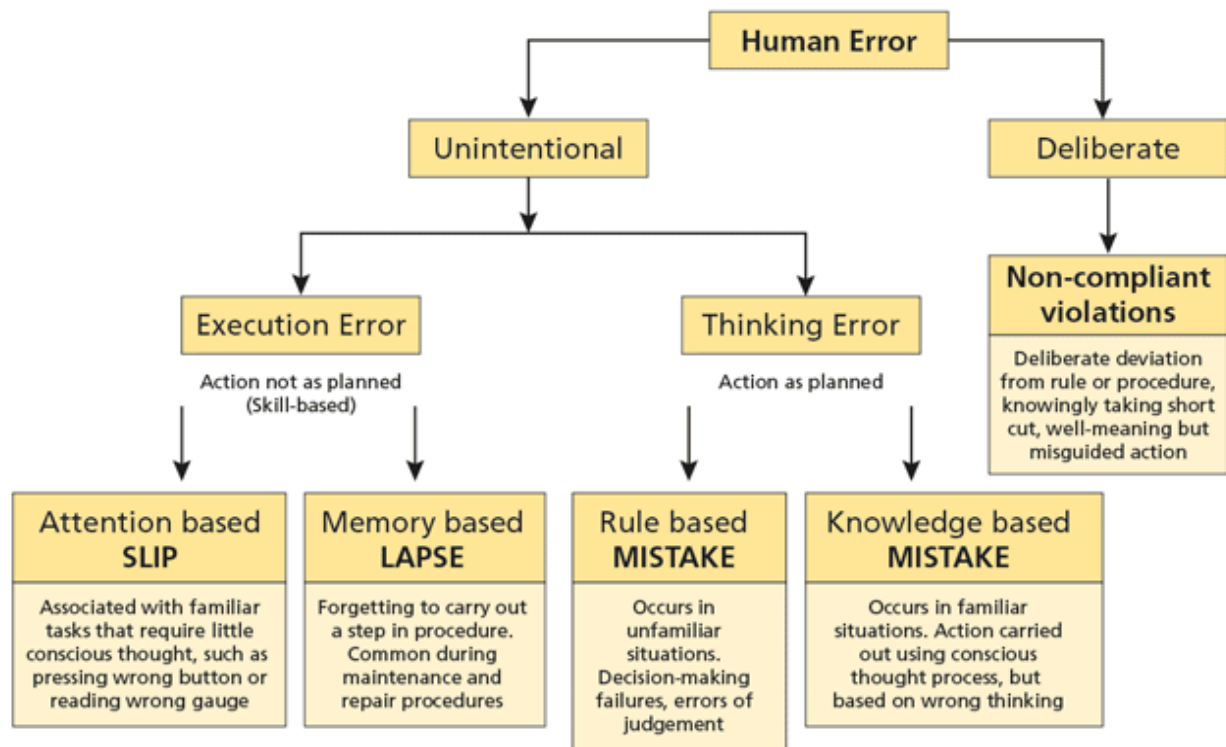 Human Error
Unintentional
Deliberate
Execution Error
Action not as planned
(Skill-based)
Thinking Error
Action as planned
Non-compliant
violations
Deliberate deviation
from rule or procedure,
knowingly taking short
cut, well-meaning but
misguided action
Attention based
SLIP
Associated with familiar
tasks that require little
conscious thought, such as
pressing wrong button or
reading wrong gauge
Memory based
LAPSE
Forgetting to carry out
a step in procedure.
Common during
maintenance and
repair procedures
Rule based
MISTAKE
Occurs in
unfamiliar
situations.
Decision-making
failures, errors of
judgement
Knowledge based
MISTAKE
Occurs in familiar
situations. Action carried
out using conscious
thought process, but
based on wrong thinking